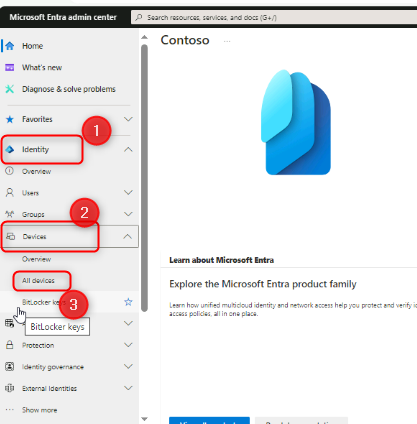 Microsoft Entra admin center
Search resources, services, and docs (G+/)
Home
What's new
Diagnose & solve problems
Favorites
1
Identity
Overview
Users
Groups
2
Devices
Overview
All devices
BitLocker
3
BitLocker keys
Protection
Identity governance
External Identities
Show more
Contoso
...
Learn about Microsoft Entra
Explore the Microsoft Entra product family
Learn how unified multicloud identity and network access help you protect and verify
access policies, all in one place.